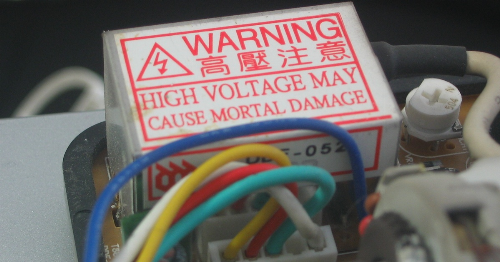 WARNING
高壓注意
HIGH VOLTAGE MAY
CAUSE MORTAL DAMAGE